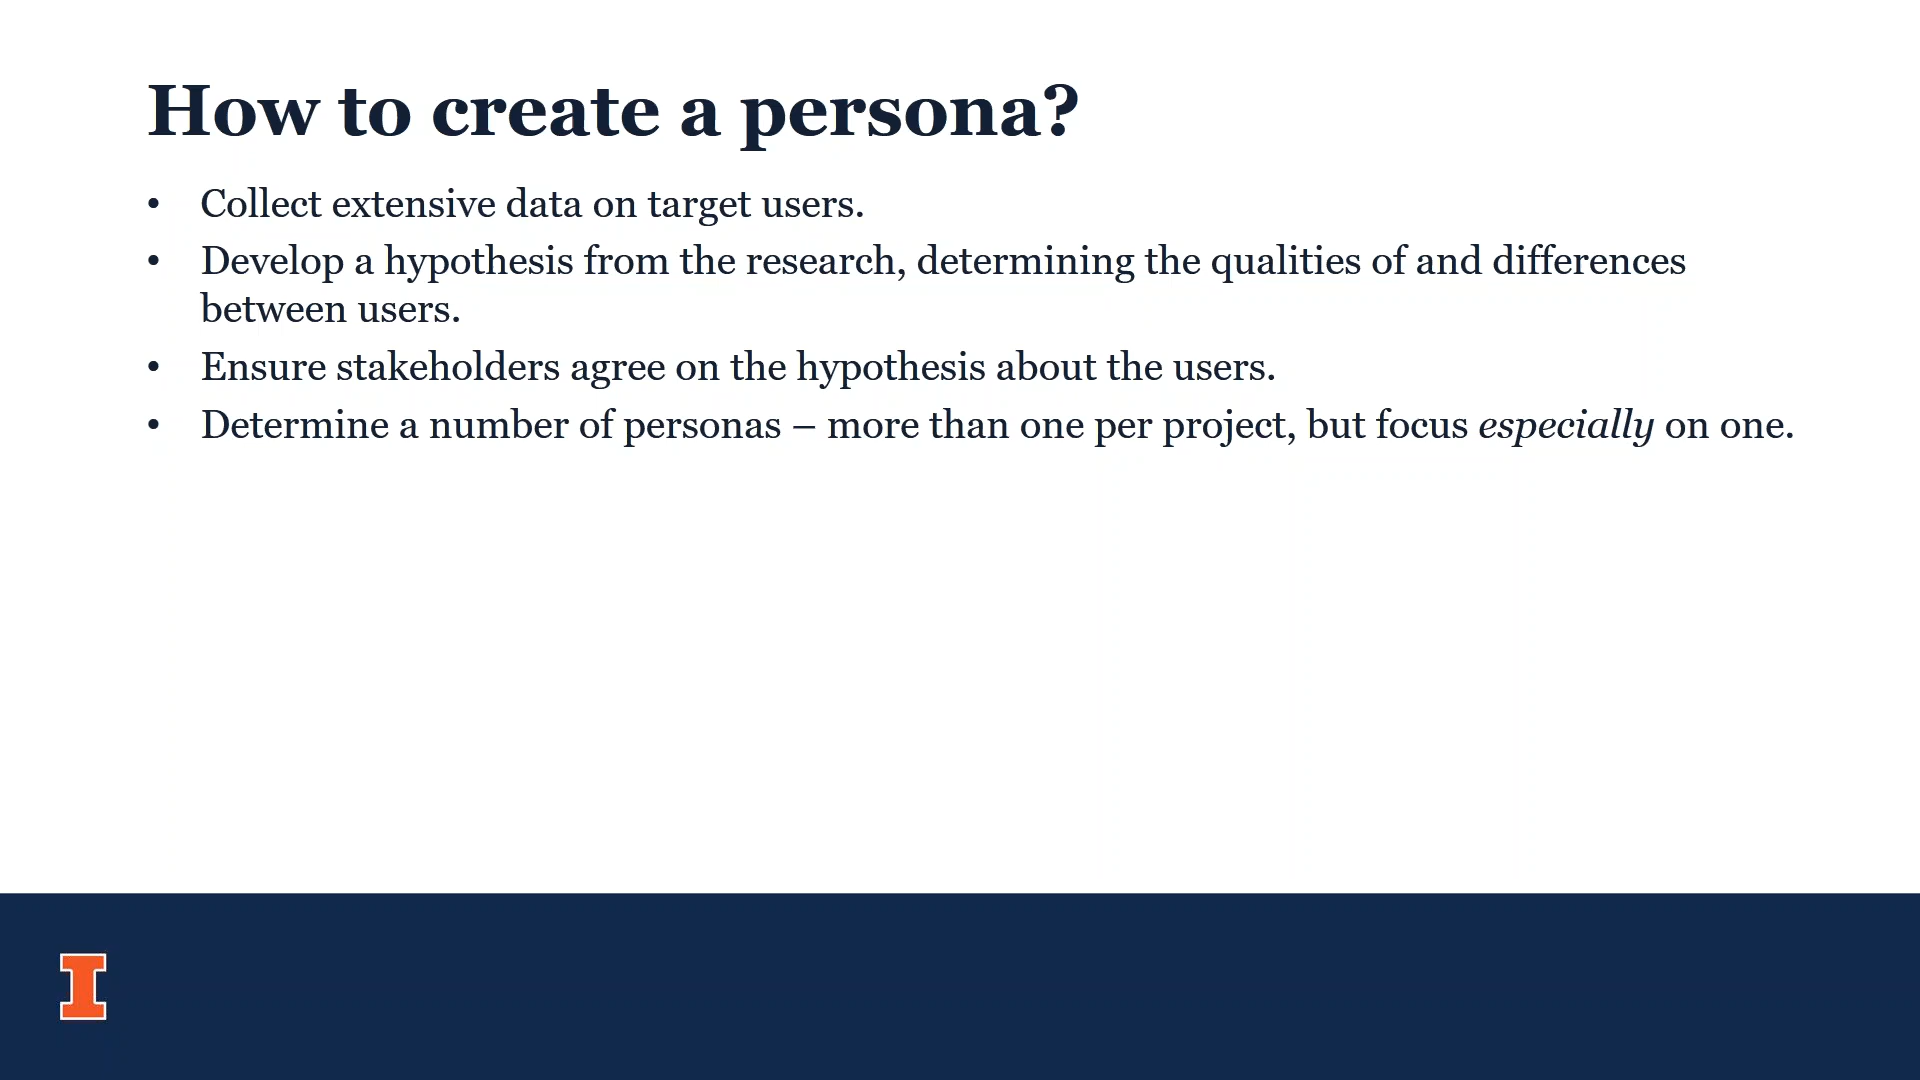 How to create a persona?
• Collect extensive data on target users.
• Develop a hypothesis from the research, determining the qualities of and differences
between users.
• Ensure stakeholders agree on the hypothesis about the users.
• Determine a number of personas – more than one per project, but focus especially on one.
I